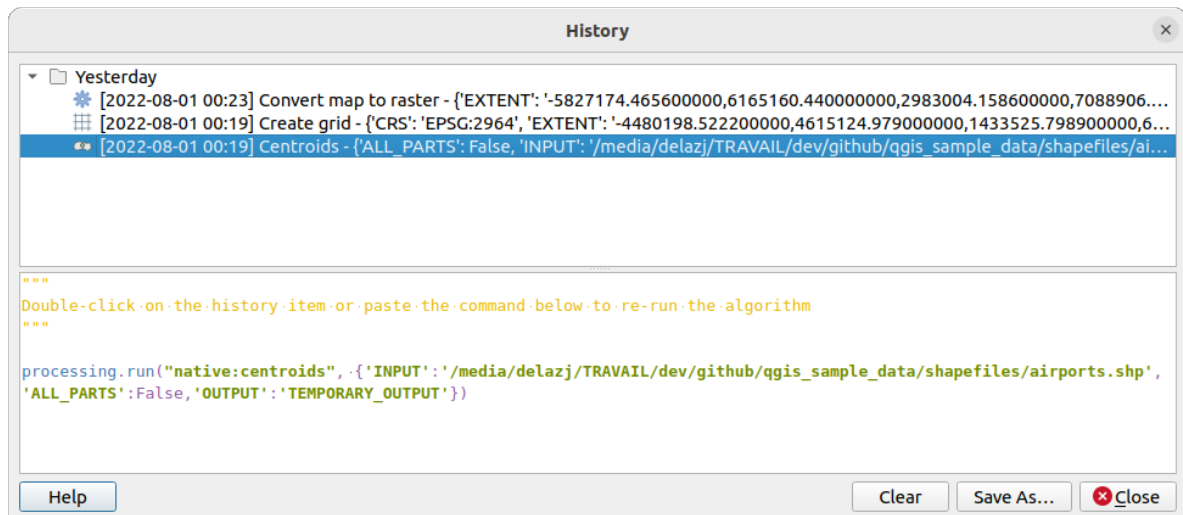 History
Yesterday
[2022-08-01 00:23] Convert map to raster - {'EXTENT': '-5827174.465600000,6165160.440000000,2983004.158600000,7088906....
[2022-08-01 00:19] Create grid - {'CRS': 'EPSG:2964', 'EXTENT': '-4480198.522200000,4615124.979000000,1433525.798900000,6...
[2022-08-01 00:19] Centroids - {'ALL_PARTS': False, 'INPUT': '/media/delazj/TRAVAIL/dev/github/qgis_sample_data/shapefiles/ai...
"""
Double-click·on·the·history·item·or·paste·the·command·below·to·re-run·the·algorithm
"""
processing.run("native:centroids",·{'INPUT':'/media/delazj/TRAVAIL/dev/github/qgis_sample_data/shapefiles/airports.shp',
'ALL_PARTS':False,'OUTPUT':'TEMPORARY_OUTPUT'})
Help Clear Save As... Close